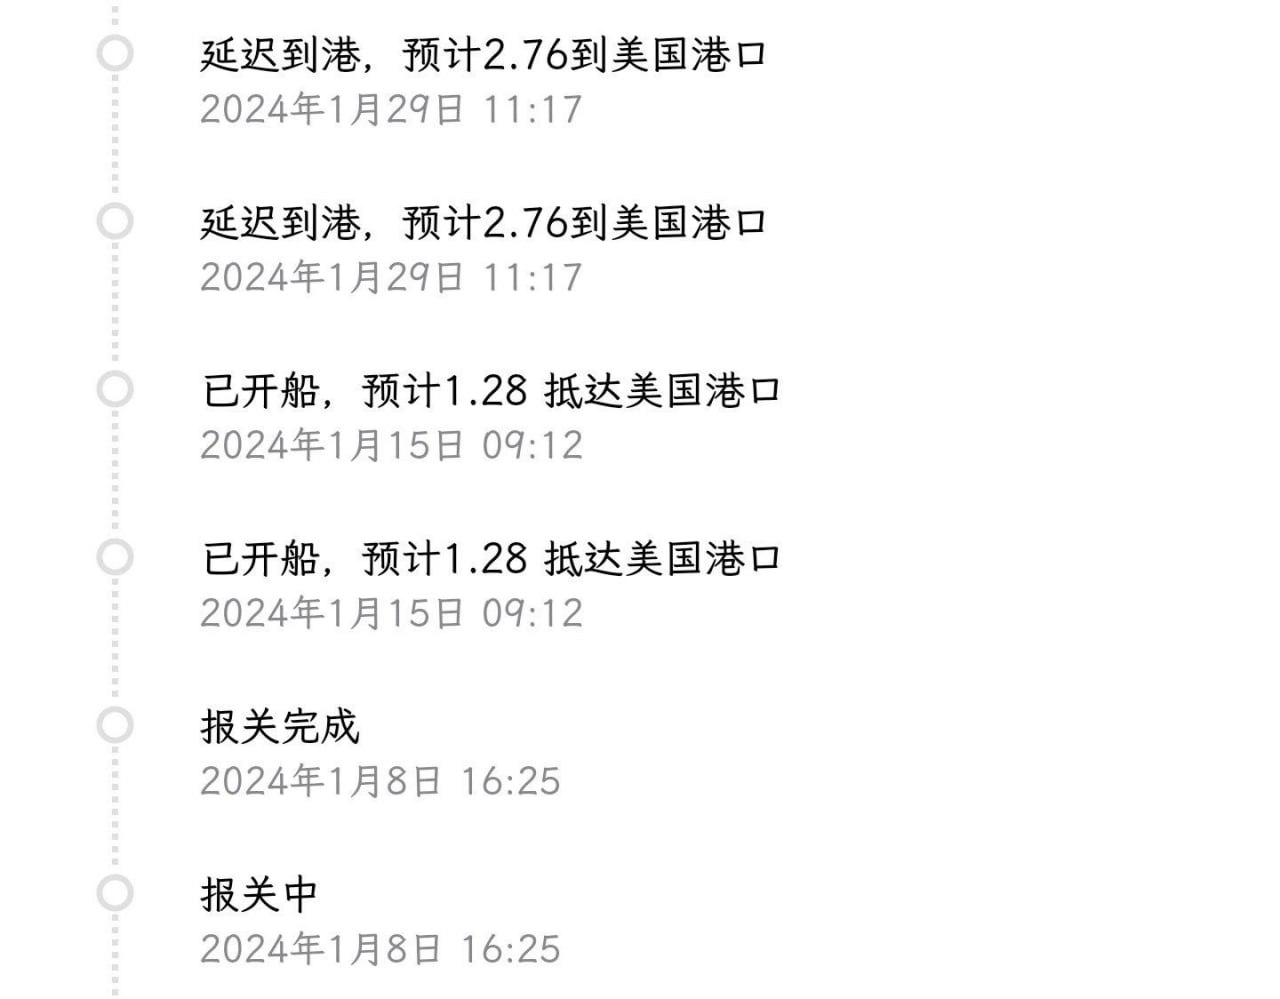 延迟到港，预计2.76到美国港口
2024年1月29日 11:17
延迟到港，预计2.76到美国港口
2024年1月29日 11:17
已开船，预计1.28 抵达美国港口
2024年1月15日 09:12
已开船，预计1.28 抵达美国港口
2024年1月15日 09:12
报关完成
2024年1月8日 16:25
报关中
2024年1月8日 16:25